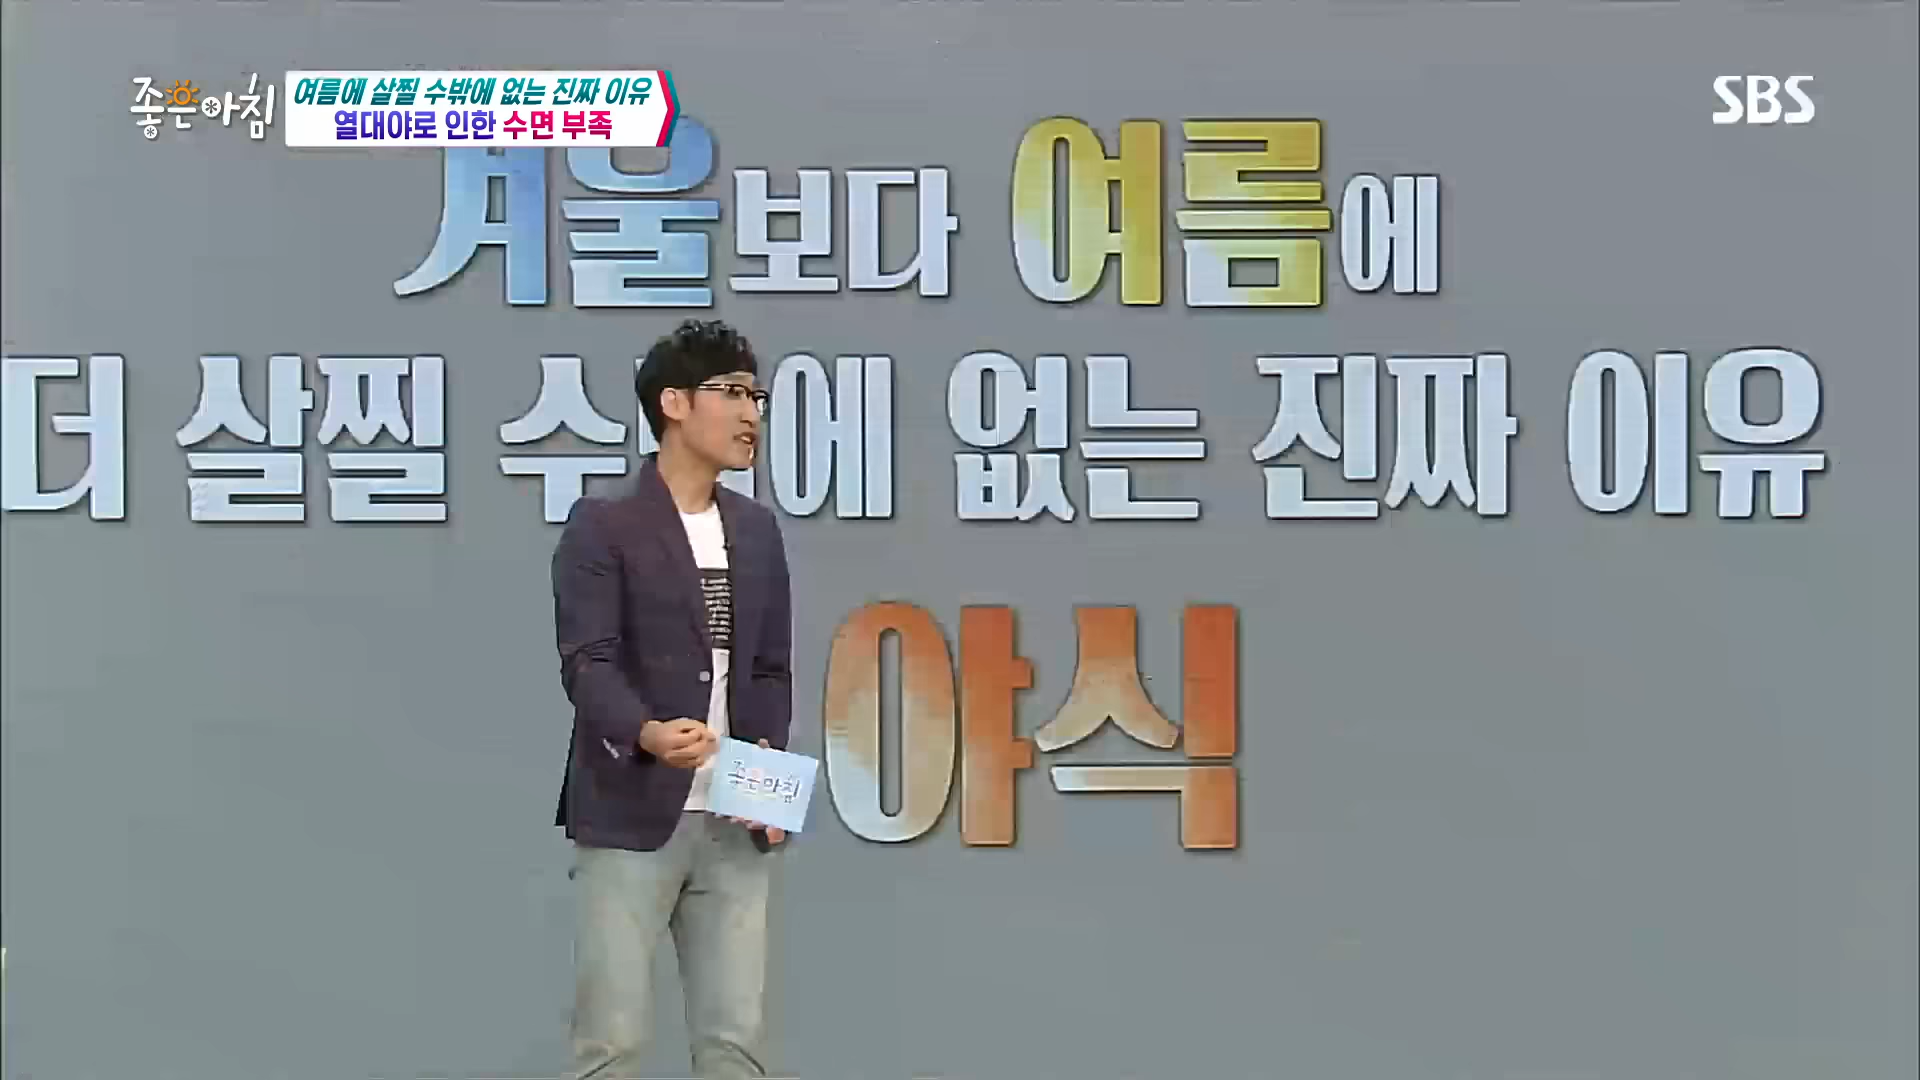 좋은아침
여름에 살찔 수밖에 없는 진짜 이유
열대야로 인한 수면 부족
SBS
겨울보다 여름에
더 살찔 수밖에 없는 진짜 이유
야식
좋은아침